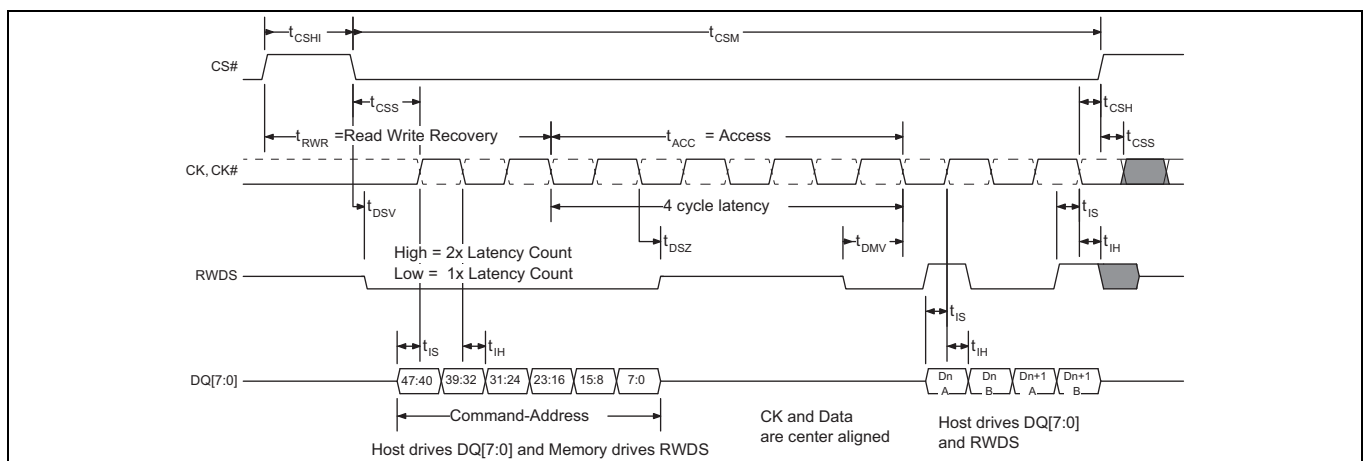 tCSHI
tCSM
CS#
tCSS
tCSH
tRWR =Read Write Recovery
tACC = Access
tCSS
CK, CK#
4 cycle latency
tDSV
tIS
tDSZ
tDMV
tIH
High = 2x Latency Count
Low = 1x Latency Count
RWDS
tIS
tIS
tIH
tIH
DQ[7:0]
47:40 39:32 31:24 23:16 15:8 7:0
Dn A Dn B Dn+1 A Dn+1 B
Command-Address
CK and Data
are center aligned
Host drives DQ[7:0]
and RWDS
Host drives DQ[7:0] and Memory drives RWDS